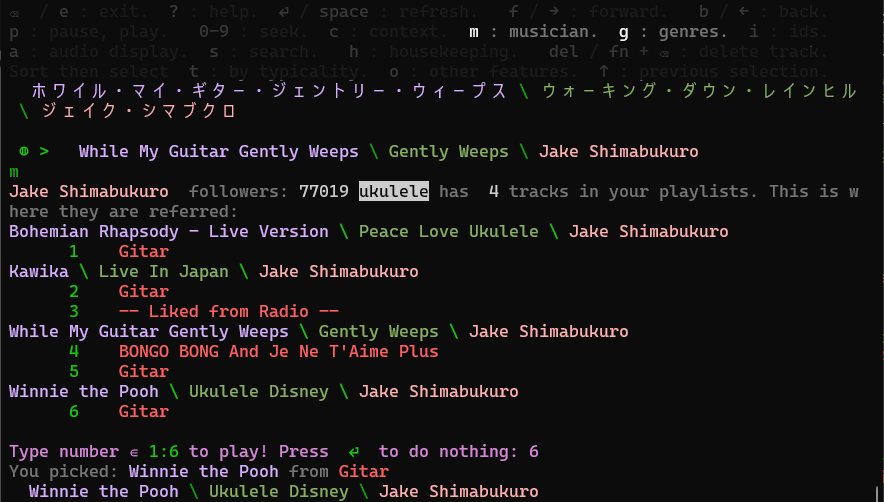 ⌫ / e : exit.  ? : help.  ⏎ / space : refresh.   f / → : forward.   b / ← : back.
p : pause, play.   0-9 : seek.  c : context.  m : musician.  g : genres.  i : ids.
a : audio display.  s : search.   h : housekeeping.   del / fn + ⌫ : delete track.
Sort then select  t : by typicality.  o : other features.  ↑ : previous selection.
ホワイル・マイ・ギター・ジェントリー・ウィープス \ ウォーキング・ダウン・レインヒル
\ ジェイク・シマブクロ
◍ >   While My Guitar Gently Weeps \ Gently Weeps \ Jake Shimabukuro
m
Jake Shimabukuro  followers: 77019 ukulele has  4 tracks in your playlists. This is w
here they are referred:
Bohemian Rhapsody - Live Version \ Peace Love Ukulele \ Jake Shimabukuro
1    Gitar
Kawika \ Live In Japan \ Jake Shimabukuro
2    Gitar
3    -- Liked from Radio --
While My Guitar Gently Weeps \ Gently Weeps \ Jake Shimabukuro
4    BONGO BONG And Je Ne T'Aime Plus
5    Gitar
Winnie the Pooh \ Ukulele Disney \ Jake Shimabukuro
6    Gitar
Type number ∊ 1:6 to play! Press  ⏎  to do nothing: 6
You picked: Winnie the Pooh from Gitar
Winnie the Pooh \ Ukulele Disney \ Jake Shimabukuro